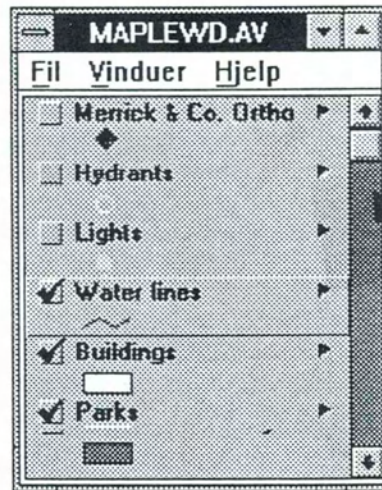 MAPLEWD.AV
Fil Vinduer Hjelp
Merrick & Co. Ortho
Hydrants
Lights
Water lines
Buildings
Parks